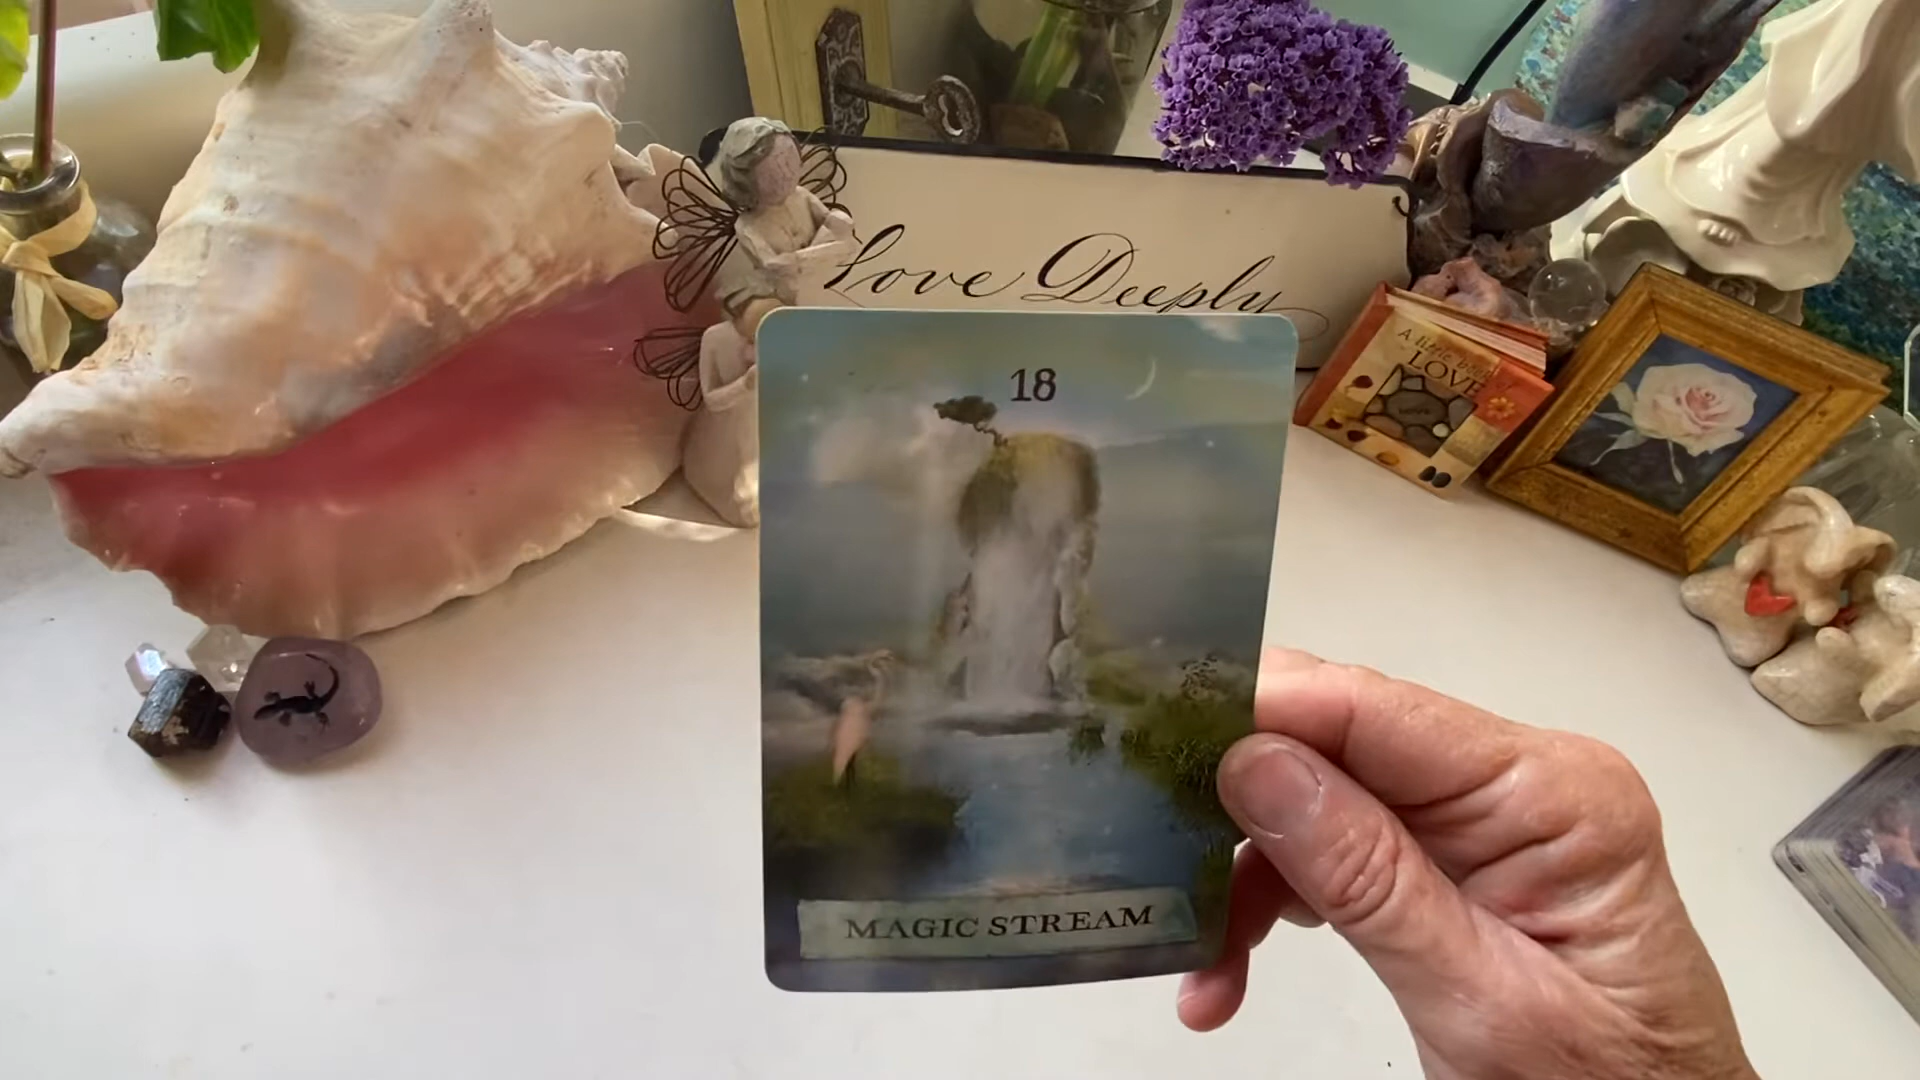 Love Deeply
18
A little book of
LOVE
MAGIC STREAM